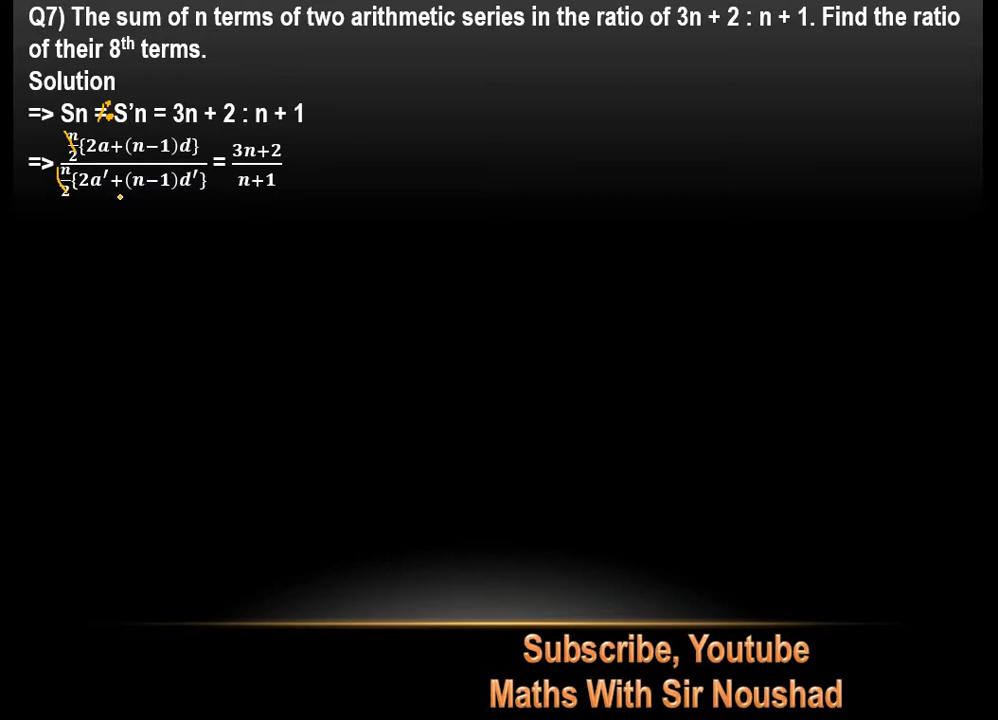 Q7) The sum of n terms of two arithmetic series in the ratio of 3n + 2 : n + 1. Find the ratio
of their 8th terms.
Solution
=> Sn : S’n = 3n + 2 : n + 1
=> n/2{2a+(n−1)d} / n/2{2a′+(n−1)d′} = 3n+2 / n+1
Subscribe, Youtube
Maths With Sir Noushad